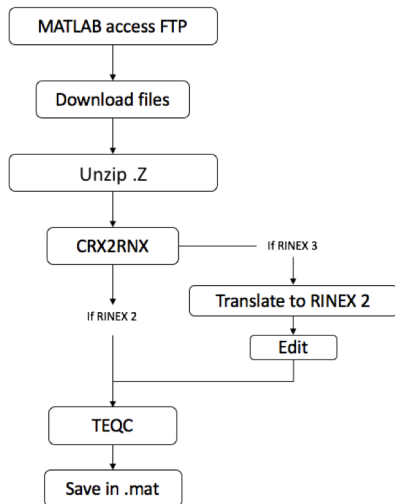 MATLAB access FTP
Download files
Unzip .Z
CRX2RNX
If RINEX 3
Translate to RINEX 2
If RINEX 2
Edit
TEQC
Save in .mat